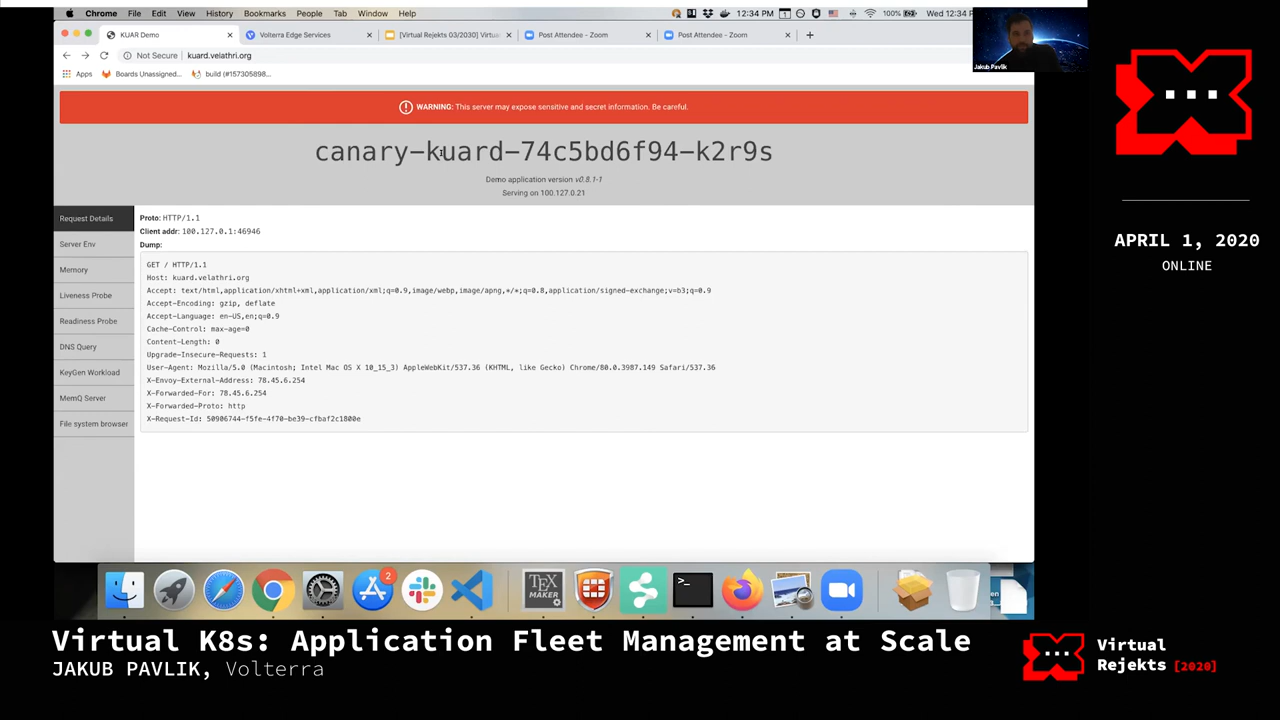 Chrome File Edit View History Bookmarks People Tab Window Help
12:34 PM 1 100% Wed 12:34 P
KUAR Demo
Volterra Edge Services
[Virtual Rejekts 03/2030] Virtua
Post Attendee - Zoom
Post Attendee - Zoom
Not Secure kuard.velathri.org
Apps Boards Unassigned... build (#157305898...
Jakub Pavlik
WARNING: This server may expose sensitive and secret information. Be careful.
canary-kuard-74c5bd6f94-k2r9s
Demo application version v0.8.1-1
Serving on 100.127.0.21
Request Details
Server Env
Memory
Liveness Probe
Readiness Probe
DNS Query
KeyGen Workload
MemQ Server
File system browser
Proto: HTTP/1.1
Client addr: 100.127.0.1:46946
Dump:
GET / HTTP/1.1
Host: kuard.velathri.org
Accept: text/html,application/xhtml+xml,application/xml;q=0.9,image/webp,image/apng,*/*;q=0.8,application/signed-exchange;v=b3;q=0.9
Accept-Encoding: gzip, deflate
Accept-Language: en-US,en;q=0.9
Cache-Control: max-age=0
Content-Length: 0
Upgrade-Insecure-Requests: 1
User-Agent: Mozilla/5.0 (Macintosh; Intel Mac OS X 10_15_3) AppleWebKit/537.36 (KHTML, like Gecko) Chrome/80.0.3987.149 Safari/537.36
X-Envoy-External-Address: 78.45.6.254
X-Forwarded-For: 78.45.6.254
X-Forwarded-Proto: http
X-Request-Id: 50906744-f5fe-4f70-be39-cfbaf2c1800e
2
TEX
MAKER
APRIL 1, 2020
ONLINE
Virtual K8s: Application Fleet Management at Scale
JAKUB PAVLIK, Volterra
Virtual
Rejekts [2020]